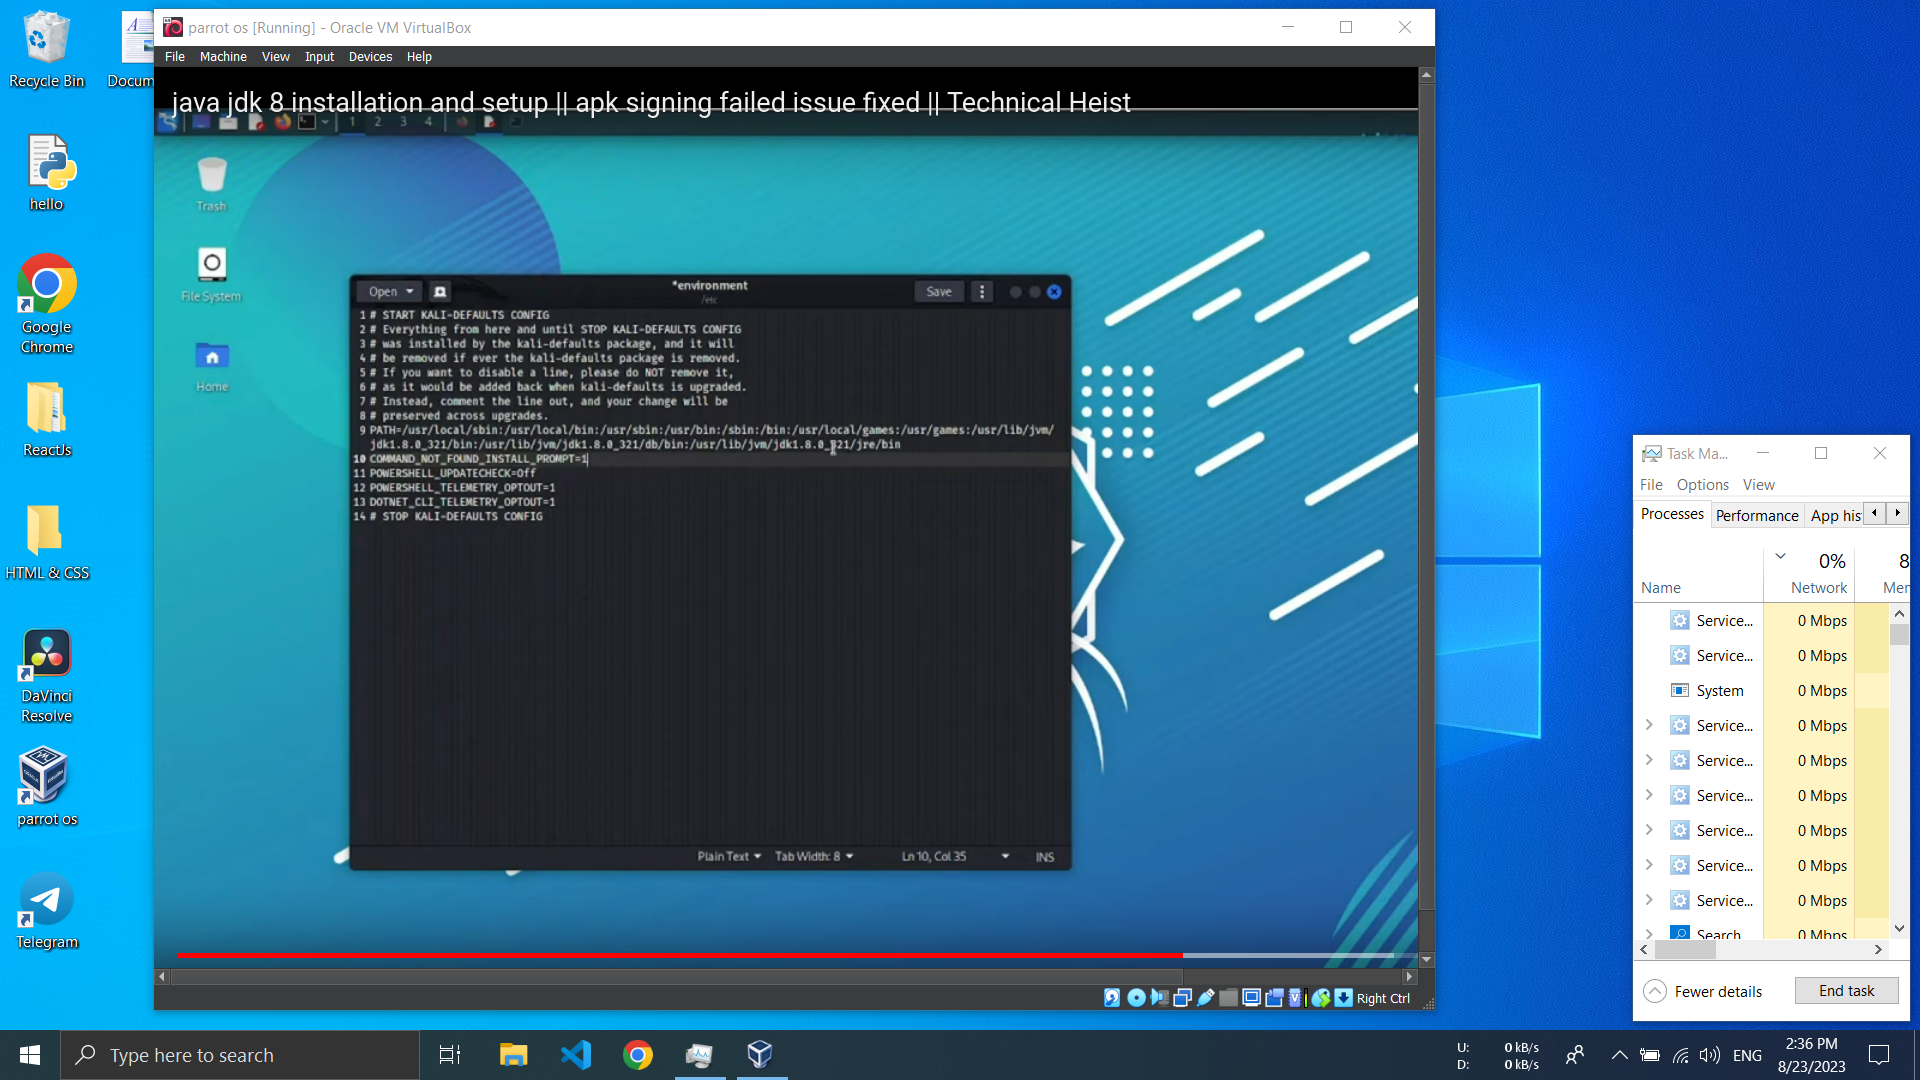 Recycle Bin
Docum
hello
Google
Chrome
ReactJs
HTML & CSS
DaVinci
Resolve
parrot os
Telegram
parrot os [Running] - Oracle VM VirtualBox
File Machine View Input Devices Help
java jdk 8 installation and setup || apk signing failed issue fixed || Technical Heist
1 2 3 4
Trash
File System
Home
Open
*environment
/etc
Save
1 # START KALI-DEFAULTS CONFIG
2 # Everything from here and until STOP KALI-DEFAULTS CONFIG
3 # was installed by the kali-defaults package, and it will
4 # be removed if ever the kali-defaults package is removed.
5 # If you want to disable a line, please do NOT remove it,
6 # as it would be added back when kali-defaults is upgraded.
7 # Instead, comment the line out, and your change will be
8 # preserved across upgrades.
9 PATH=/usr/local/sbin:/usr/local/bin:/usr/sbin:/usr/bin:/sbin:/bin:/usr/local/games:/usr/games:/usr/lib/jvm/
jdk1.8.0_321/bin:/usr/lib/jvm/jdk1.8.0_321/db/bin:/usr/lib/jvm/jdk1.8.0_321/jre/bin
10 COMMAND_NOT_FOUND_INSTALL_PROMPT=1
11 POWERSHELL_UPDATECHECK=Off
12 POWERSHELL_TELEMETRY_OPTOUT=1
13 DOTNET_CLI_TELEMETRY_OPTOUT=1
14 # STOP KALI-DEFAULTS CONFIG
Plain Text Tab Width: 8 Ln 10, Col 35 INS
Right Ctrl
Task Ma...
File Options View
Processes Performance App his
0% 8
Name Network Mer
Service... 0 Mbps
Service... 0 Mbps
System 0 Mbps
Service... 0 Mbps
Service... 0 Mbps
Service... 0 Mbps
Service... 0 Mbps
Service... 0 Mbps
Service... 0 Mbps
Search 0 Mbps
Fewer details End task
Type here to search
U: 0 kB/s
D: 0 kB/s
ENG
2:36 PM
8/23/2023